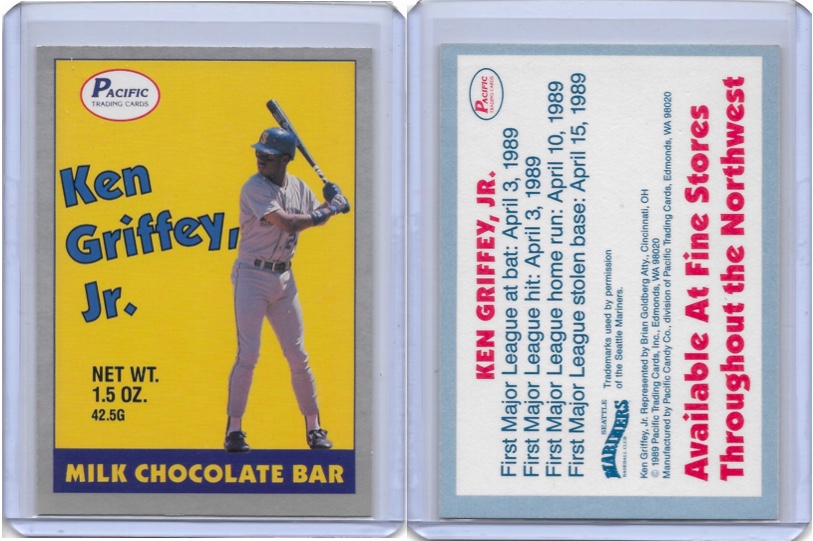 PACIFIC
TRADING CARDS
Ken
Griffey,
Jr.
NET WT.
1.5 OZ.
42.5G
MILK CHOCOLATE BAR
PACIFIC
TRADING CARDS
KEN GRIFFEY, JR.
First Major League at bat: April 3, 1989
First Major League hit: April 3, 1989
First Major League home run: April 10, 1989
First Major League stolen base: April 15, 1989
SEATTLE
MARINERS
BASEBALL CLUB
Trademarks used by permission
of the Seattle Mariners.
Ken Griffey, Jr. Represented by Brian Goldberg Atty., Cincinnati, OH
© 1989 Pacific Trading Cards, Inc., Edmonds, WA 98020
Manufactured by Pacific Candy Co., division of Pacific Trading Cards, Edmonds, WA 98020
Available At Fine Stores
Throughout the Northwest